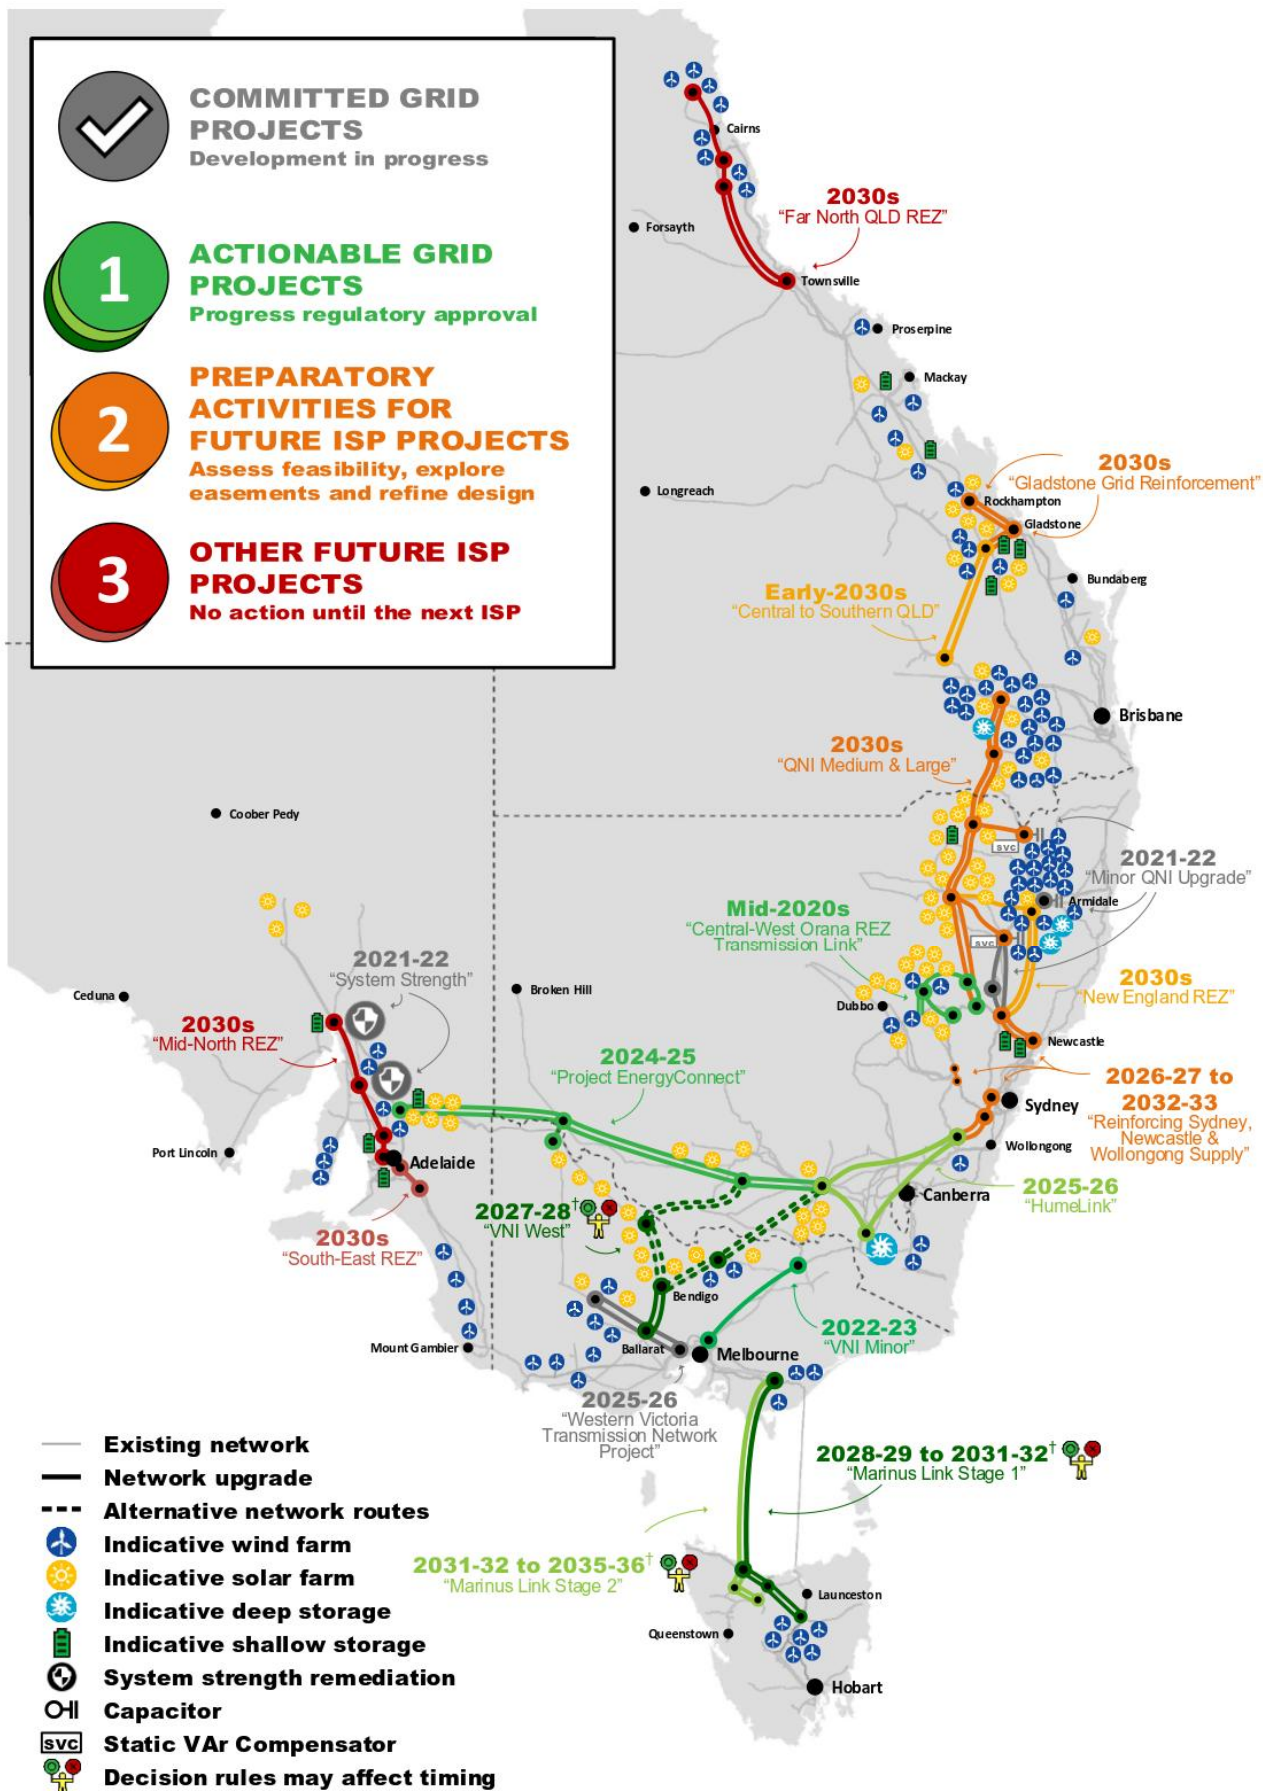 COMMITTED GRID
PROJECTS
Development in progress
1
ACTIONABLE GRID
PROJECTS
Progress regulatory approval
2
PREPARATORY
ACTIVITIES FOR
FUTURE ISP PROJECTS
Assess feasibility, explore
easements and refine design
3
OTHER FUTURE ISP
PROJECTS
No action until the next ISP
Cairns
2030s
“Far North QLD REZ”
Forsayth
Townsville
Proserpine
Mackay
2030s
“Gladstone Grid Reinforcement”
Longreach
Rockhampton
Gladstone
Bundaberg
Early-2030s
“Central to Southern QLD”
Brisbane
2030s
“QNI Medium & Large”
Coober Pedy
svc
2021-22
“Minor QNI Upgrade”
Armidale
Mid-2020s
“Central-West Orana REZ
Transmission Link”
svc
2021-22
“System Strength”
2030s
“New England REZ”
Ceduna
Broken Hill
Dubbo
2030s
“Mid-North REZ”
Newcastle
2024-25
“Project EnergyConnect”
2026-27 to
2032-33
“Reinforcing Sydney,
Newcastle &
Wollongong Supply”
Sydney
Wollongong
Port Lincoln
Adelaide
Canberra
2025-26
“HumeLink”
2027-28†
“VNI West”
2030s
“South-East REZ”
Bendigo
2022-23
“VNI Minor”
Mount Gambier
Ballarat
Melbourne
2025-26
“Western Victoria
Transmission Network
Project”
2028-29 to 2031-32†
“Marinus Link Stage 1”
2031-32 to 2035-36†
“Marinus Link Stage 2”
Launceston
Queenstown
Hobart
Existing network
Network upgrade
Alternative network routes
Indicative wind farm
Indicative solar farm
Indicative deep storage
Indicative shallow storage
System strength remediation
Capacitor
svc Static VAr Compensator
Decision rules may affect timing